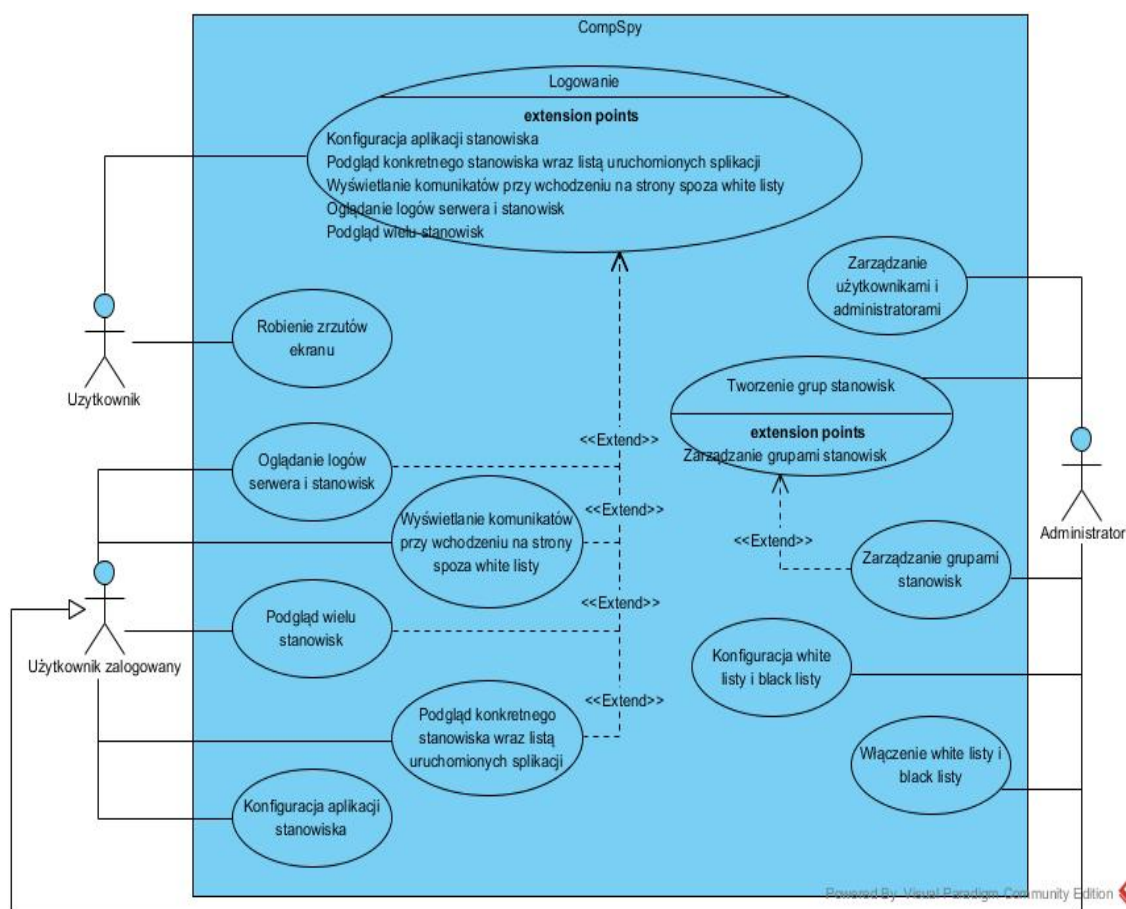 CompSpy
Logowanie
extension points
Konfiguracja aplikacji stanowiska
Podgląd konkretnego stanowiska wraz listą uruchomionych splikacji
Wyświetlanie komunikatów przy wchodzeniu na strony spoza white listy
Oglądanie logów serwera i stanowisk
Podgląd wielu stanowisk
Zarządzanie
użytkownikami i
administratorami
Robienie zrzutów
ekranu
Uzytkownik
Tworzenie grup stanowisk
extension points
Zarządzanie grupami stanowisk
<<Extend>>
Oglądanie logów
serwera i stanowisk
Administrator
Wyświetlanie komunikatów
przy wchodzeniu na strony
spoza white listy
<<Extend>>
<<Extend>>
Zarządzanie grupami
stanowisk
Podgląd wielu
stanowisk
<<Extend>>
Użytkownik zalogowany
Konfiguracja white
listy i black listy
<<Extend>>
Podgląd konkretnego
stanowiska wraz listą
uruchomionych splikacji
Włączenie white listy i
black listy
Konfiguracja aplikacji
stanowiska
Powered By Visual Paradigm Community Edition